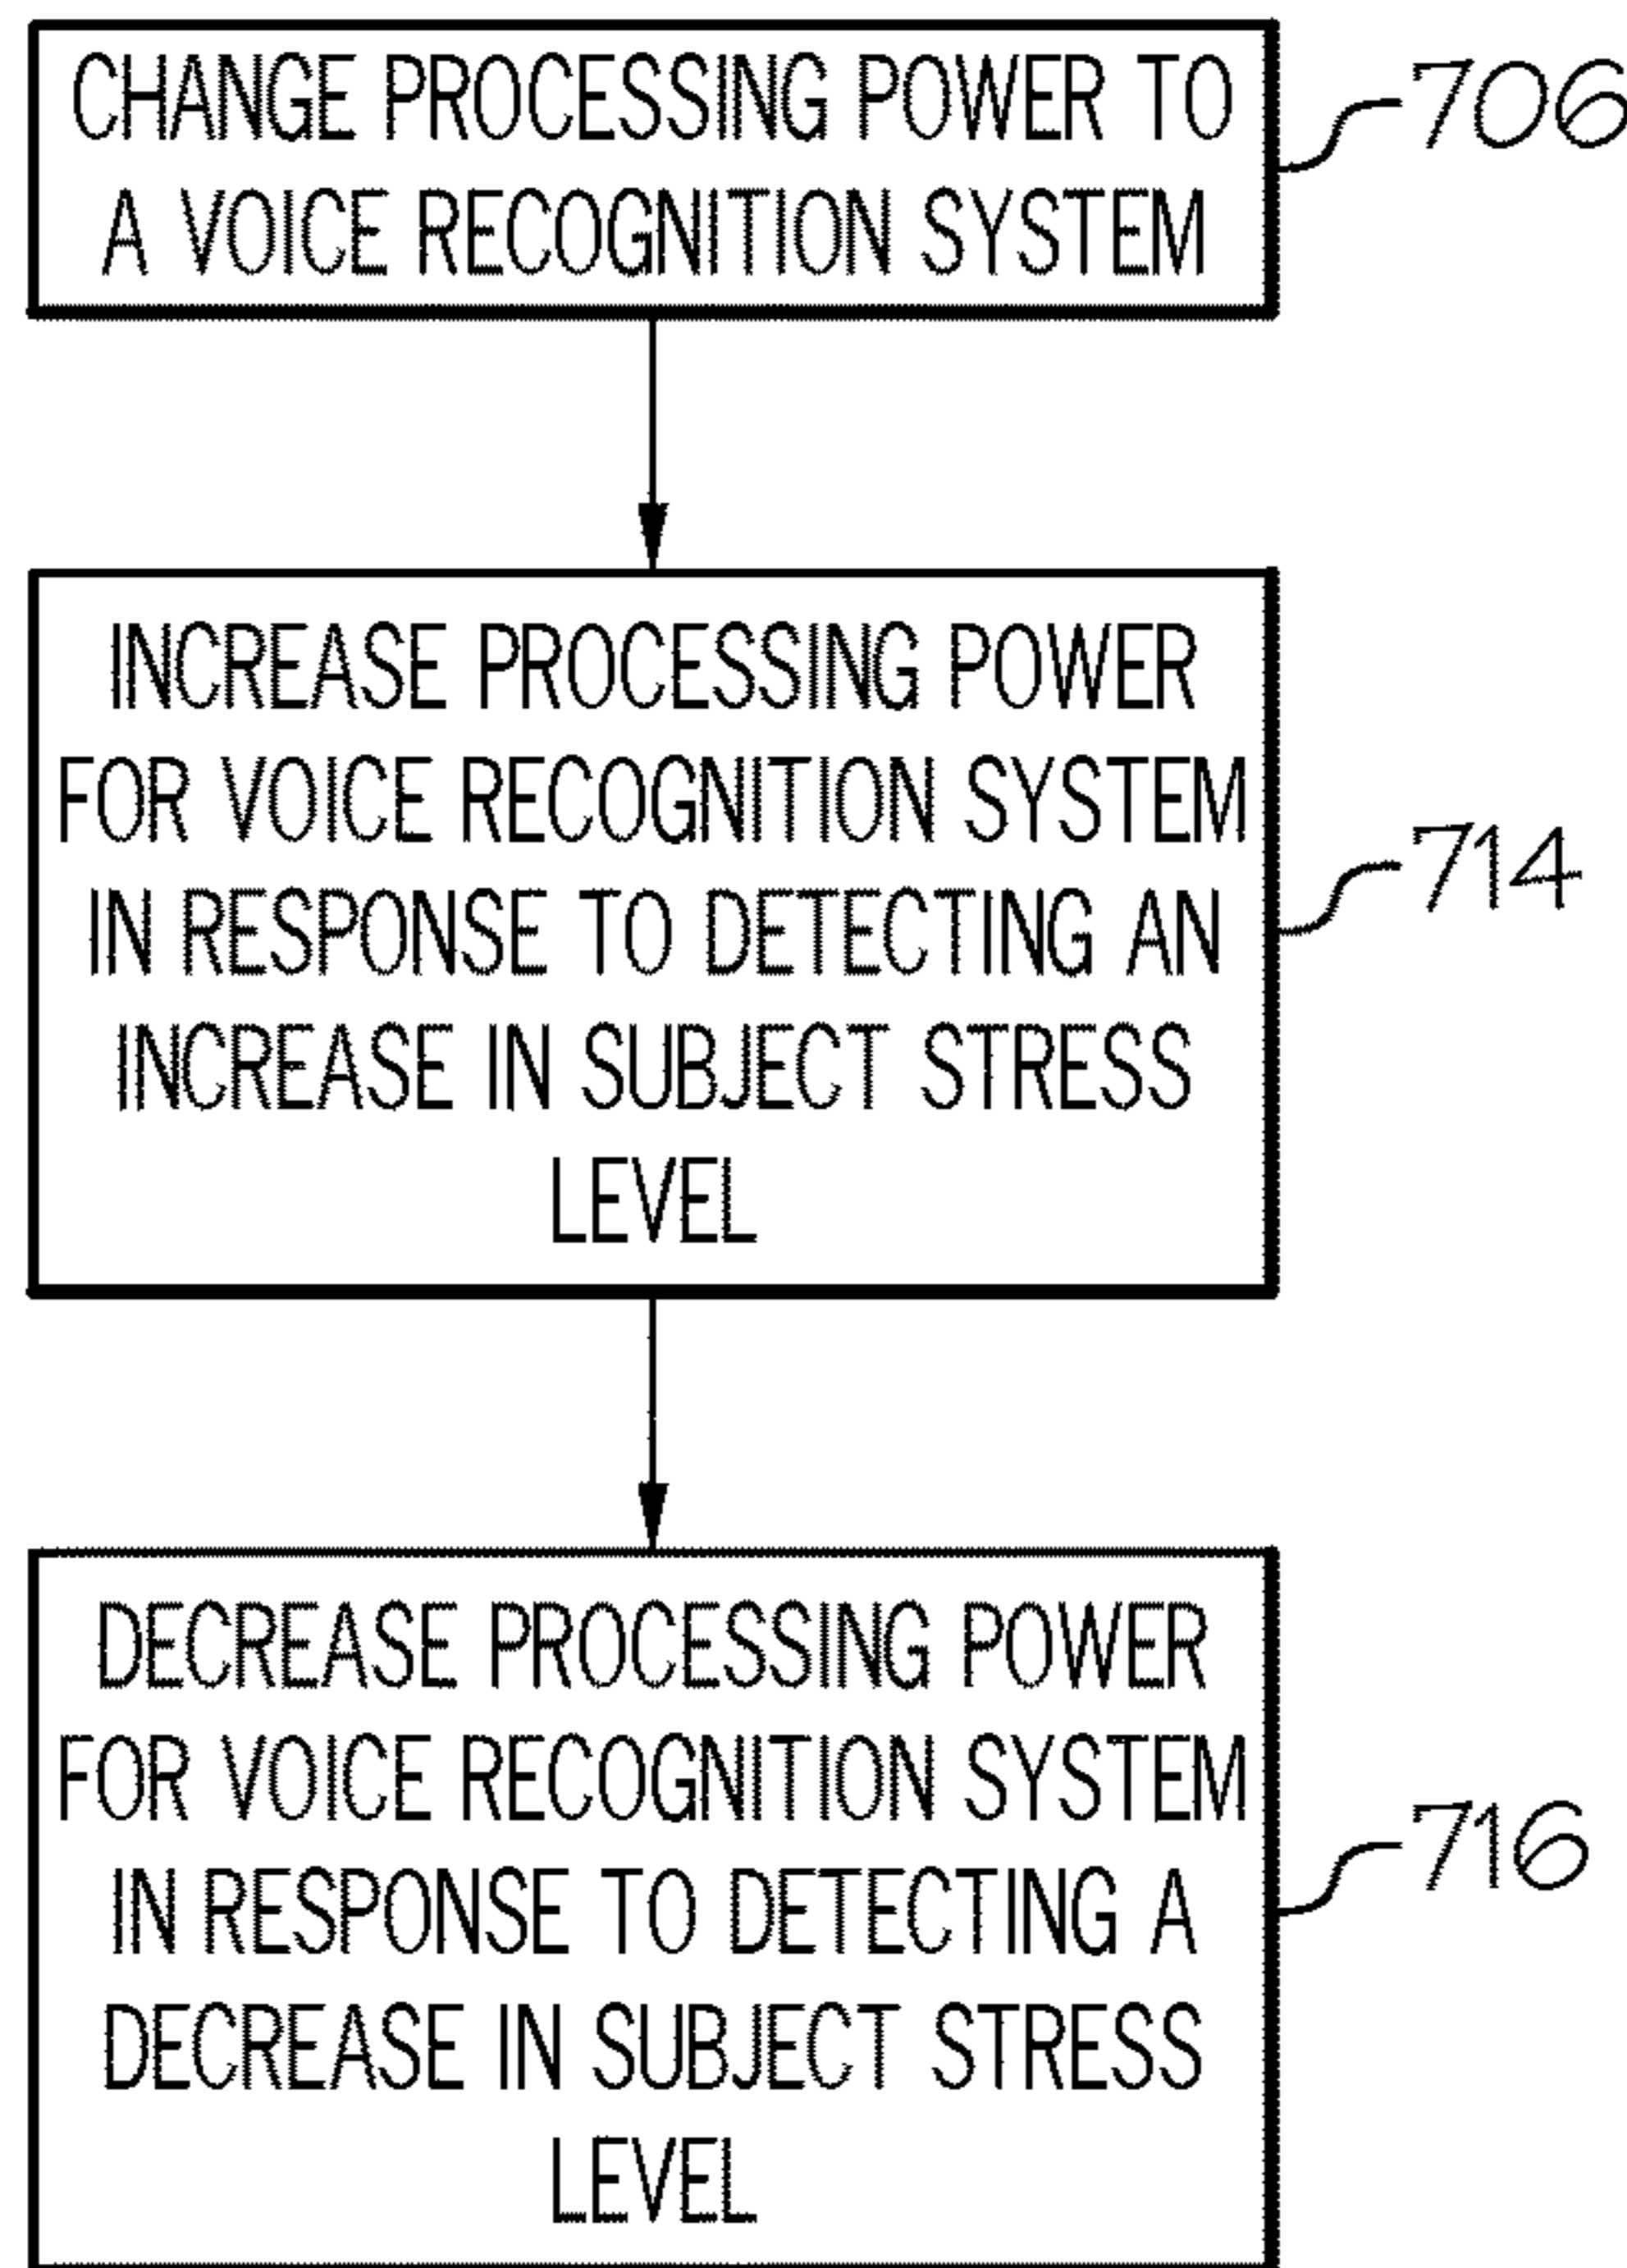 CHANGE PROCESSING POWER TO
A VOICE RECOGNITION SYSTEM
706
INCREASE PROCESSING POWER
FOR VOICE RECOGNITION SYSTEM
IN RESPONSE TO DETECTING AN
INCREASE IN SUBJECT STRESS
LEVEL
714
DECREASE PROCESSING POWER
FOR VOICE RECOGNITION SYSTEM
IN RESPONSE TO DETECTING A
DECREASE IN SUBJECT STRESS
LEVEL
716